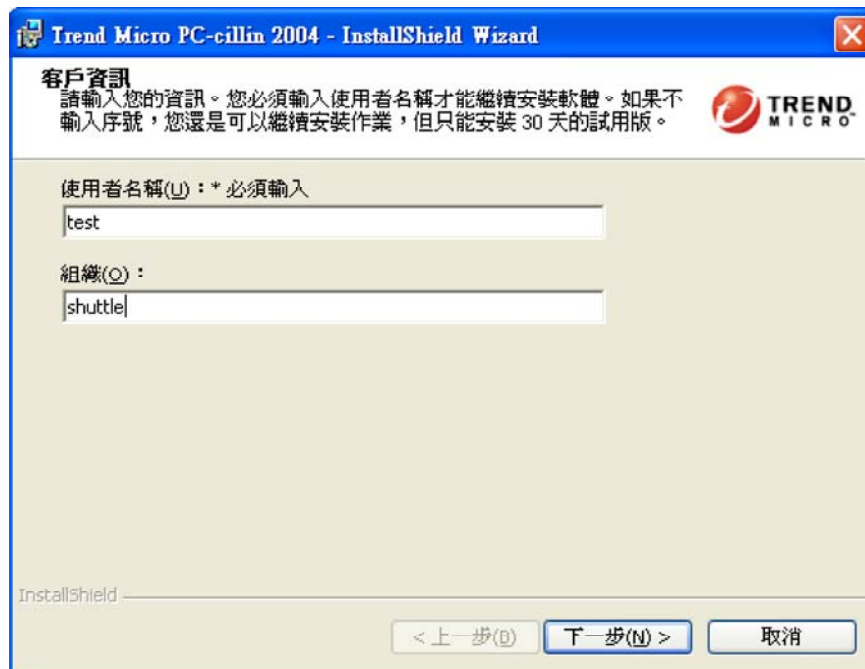 Trend Micro PC-cillin 2004 - InstallShield Wizard
客戶資訊
請輸入您的資訊。您必須輸入使用者名稱才能繼續安裝軟體。如果不
輸入序號，您還是可以繼續安裝作業，但只能安裝 30 天的試用版。
TREND
MICRO
使用者名稱(U)：* 必須輸入
test
組織(O)：
shuttle
InstallShield
< 上一步(B)
下一步(N) >
取消